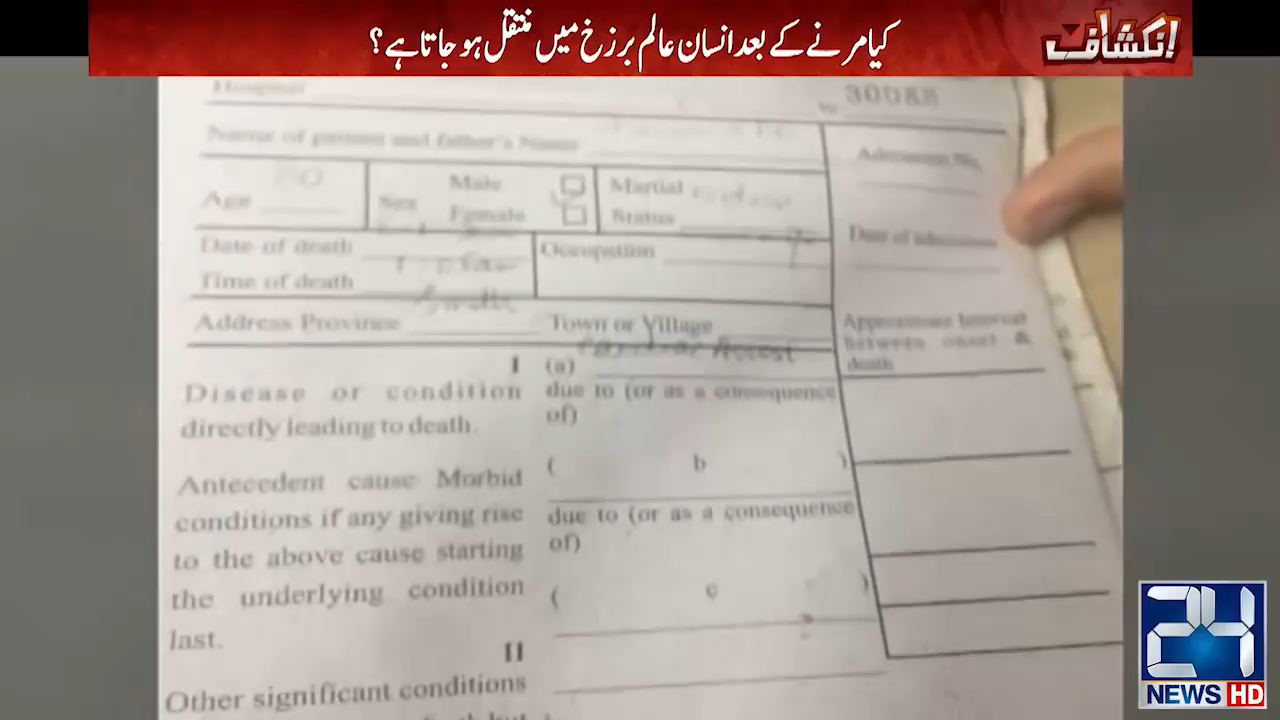 کیا مرنے کے بعد انسان عالم برزخ میں منتقل ہو جاتا ہے؟
انکشاف
Hospital
30088
Name of patient and father's Name
Admission No.
Age
Sex
Male
Female
Martial
Status
Date of admission
Date of death
Time of death
Occupation
Address Province
Town or Village
Approximate Interval
between onset &
death
I
(a) Arrest
Disease or condition
directly leading to death.
due to (or as a consequence
of)
( b )
Antecedent cause Morbid
conditions if any giving rise
to the above cause starting
the underlying condition
last.
due to (or as a consequence
of)
( c )
II
Other significant conditions
24
NEWS HD